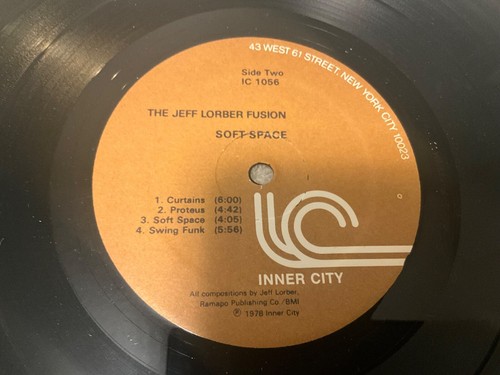 43 WEST 61 STREET, NEW YORK CITY 10023
Side Two
IC 1056
THE JEFF LORBER FUSION
SOFT SPACE
1. Curtains (6:00)
2. Proteus (4:42)
3. Soft Space (4:05)
4. Swing Funk (5:56)
IC
INNER CITY
All compositions by Jeff Lorber,
Ramapo Publishing Co./BMI
℗ 1978 Inner City